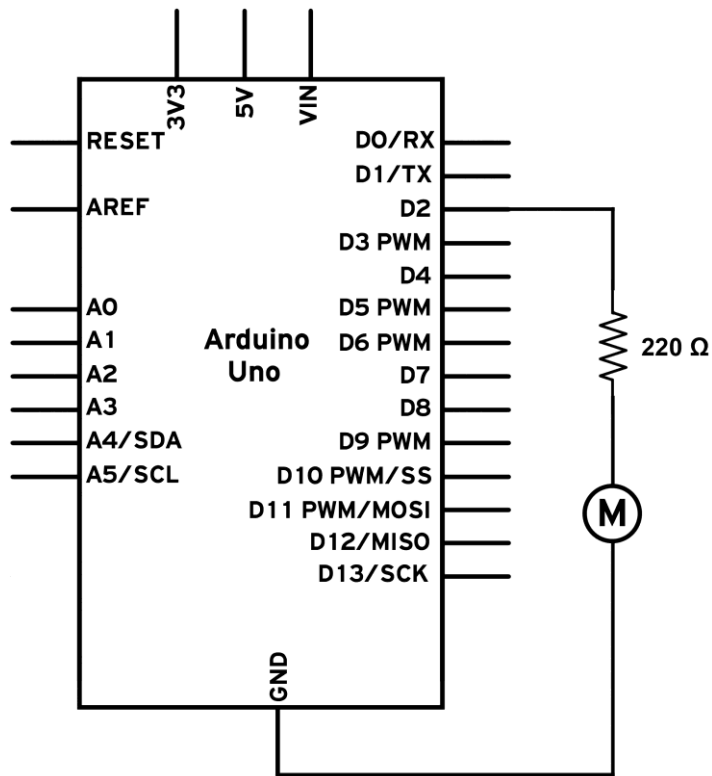 3V3
5V
VIN
RESET
D0/RX
D1/TX
AREF
D2
D3 PWM
D4
A0
D5 PWM
A1
Arduino
Uno
D6 PWM
220 Ω
A2
D7
A3
D8
A4/SDA
D9 PWM
A5/SCL
D10 PWM/SS
D11 PWM/MOSI
M
D12/MISO
D13/SCK
GND